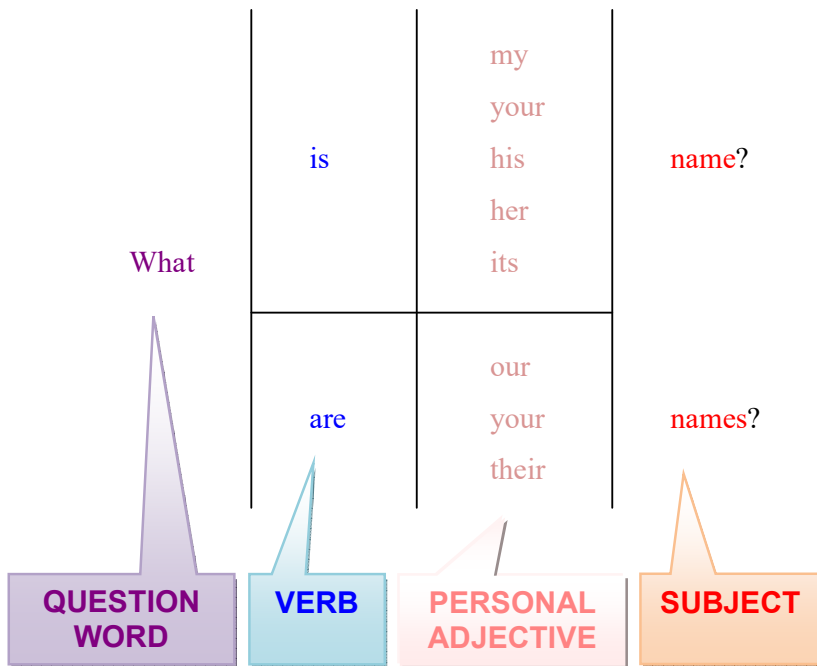 my
your
is his name?
her
What its
our
your
are names?
their
QUESTION WORD
VERB
PERSONAL ADJECTIVE
SUBJECT